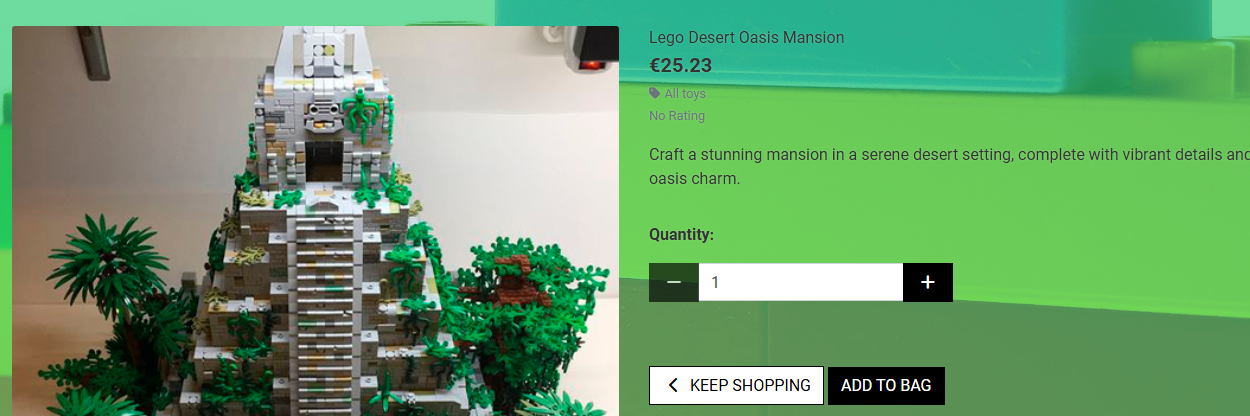 Lego Desert Oasis Mansion
€25.23
All toys
No Rating
Craft a stunning mansion in a serene desert setting, complete with vibrant details and
oasis charm.
Quantity:
1
KEEP SHOPPING
ADD TO BAG